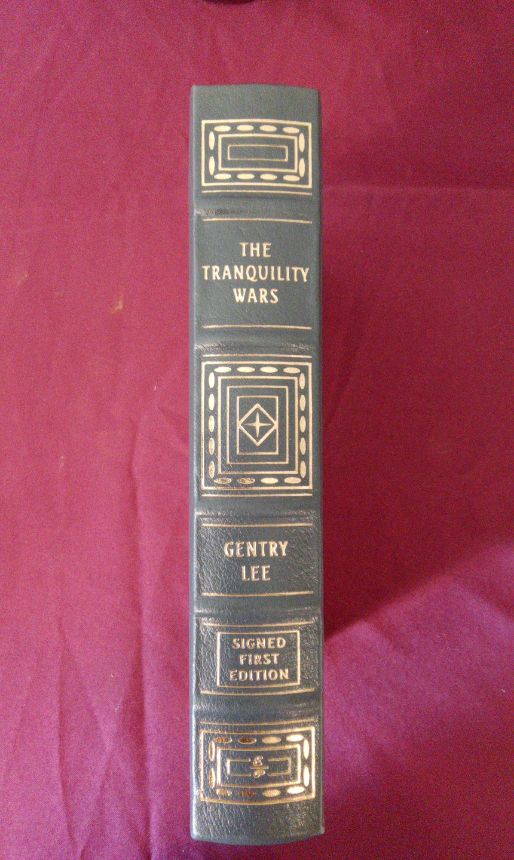 THE
TRANQUILITY
WARS
GENTRY
LEE
SIGNED
FIRST
EDITION